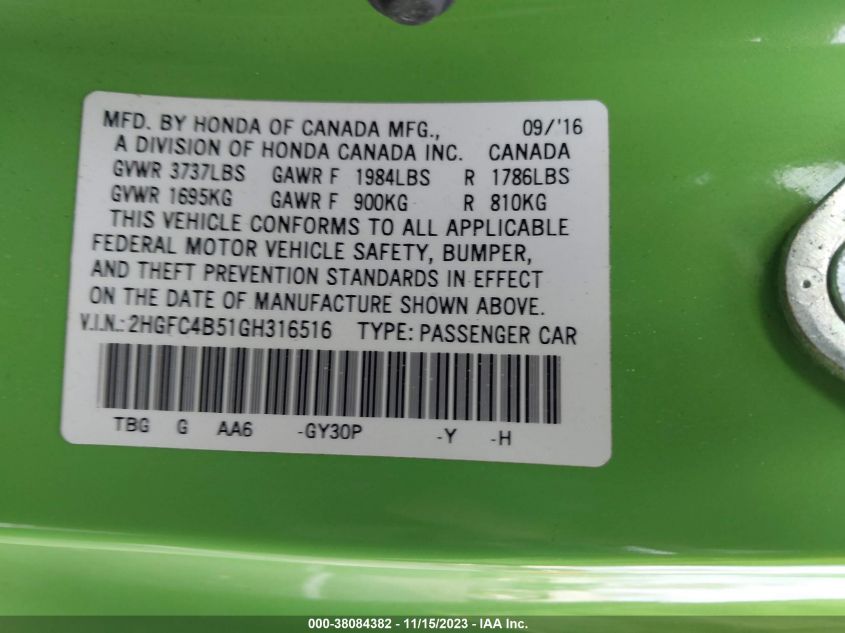 MFD. BY HONDA OF CANADA MFG., 09/'16
A DIVISION OF HONDA CANADA INC. CANADA
GVWR 3737LBS GAWR F 1984LBS R 1786LBS
GVWR 1695KG GAWR F 900KG R 810KG
THIS VEHICLE CONFORMS TO ALL APPLICABLE
FEDERAL MOTOR VEHICLE SAFETY, BUMPER,
AND THEFT PREVENTION STANDARDS IN EFFECT
ON THE DATE OF MANUFACTURE SHOWN ABOVE.
V.I.N.: 2HGFC4B51GH316516 TYPE: PASSENGER CAR
TBG G AA6 -GY30P -Y -H
000-38084382 - 11/15/2023 - IAA Inc.